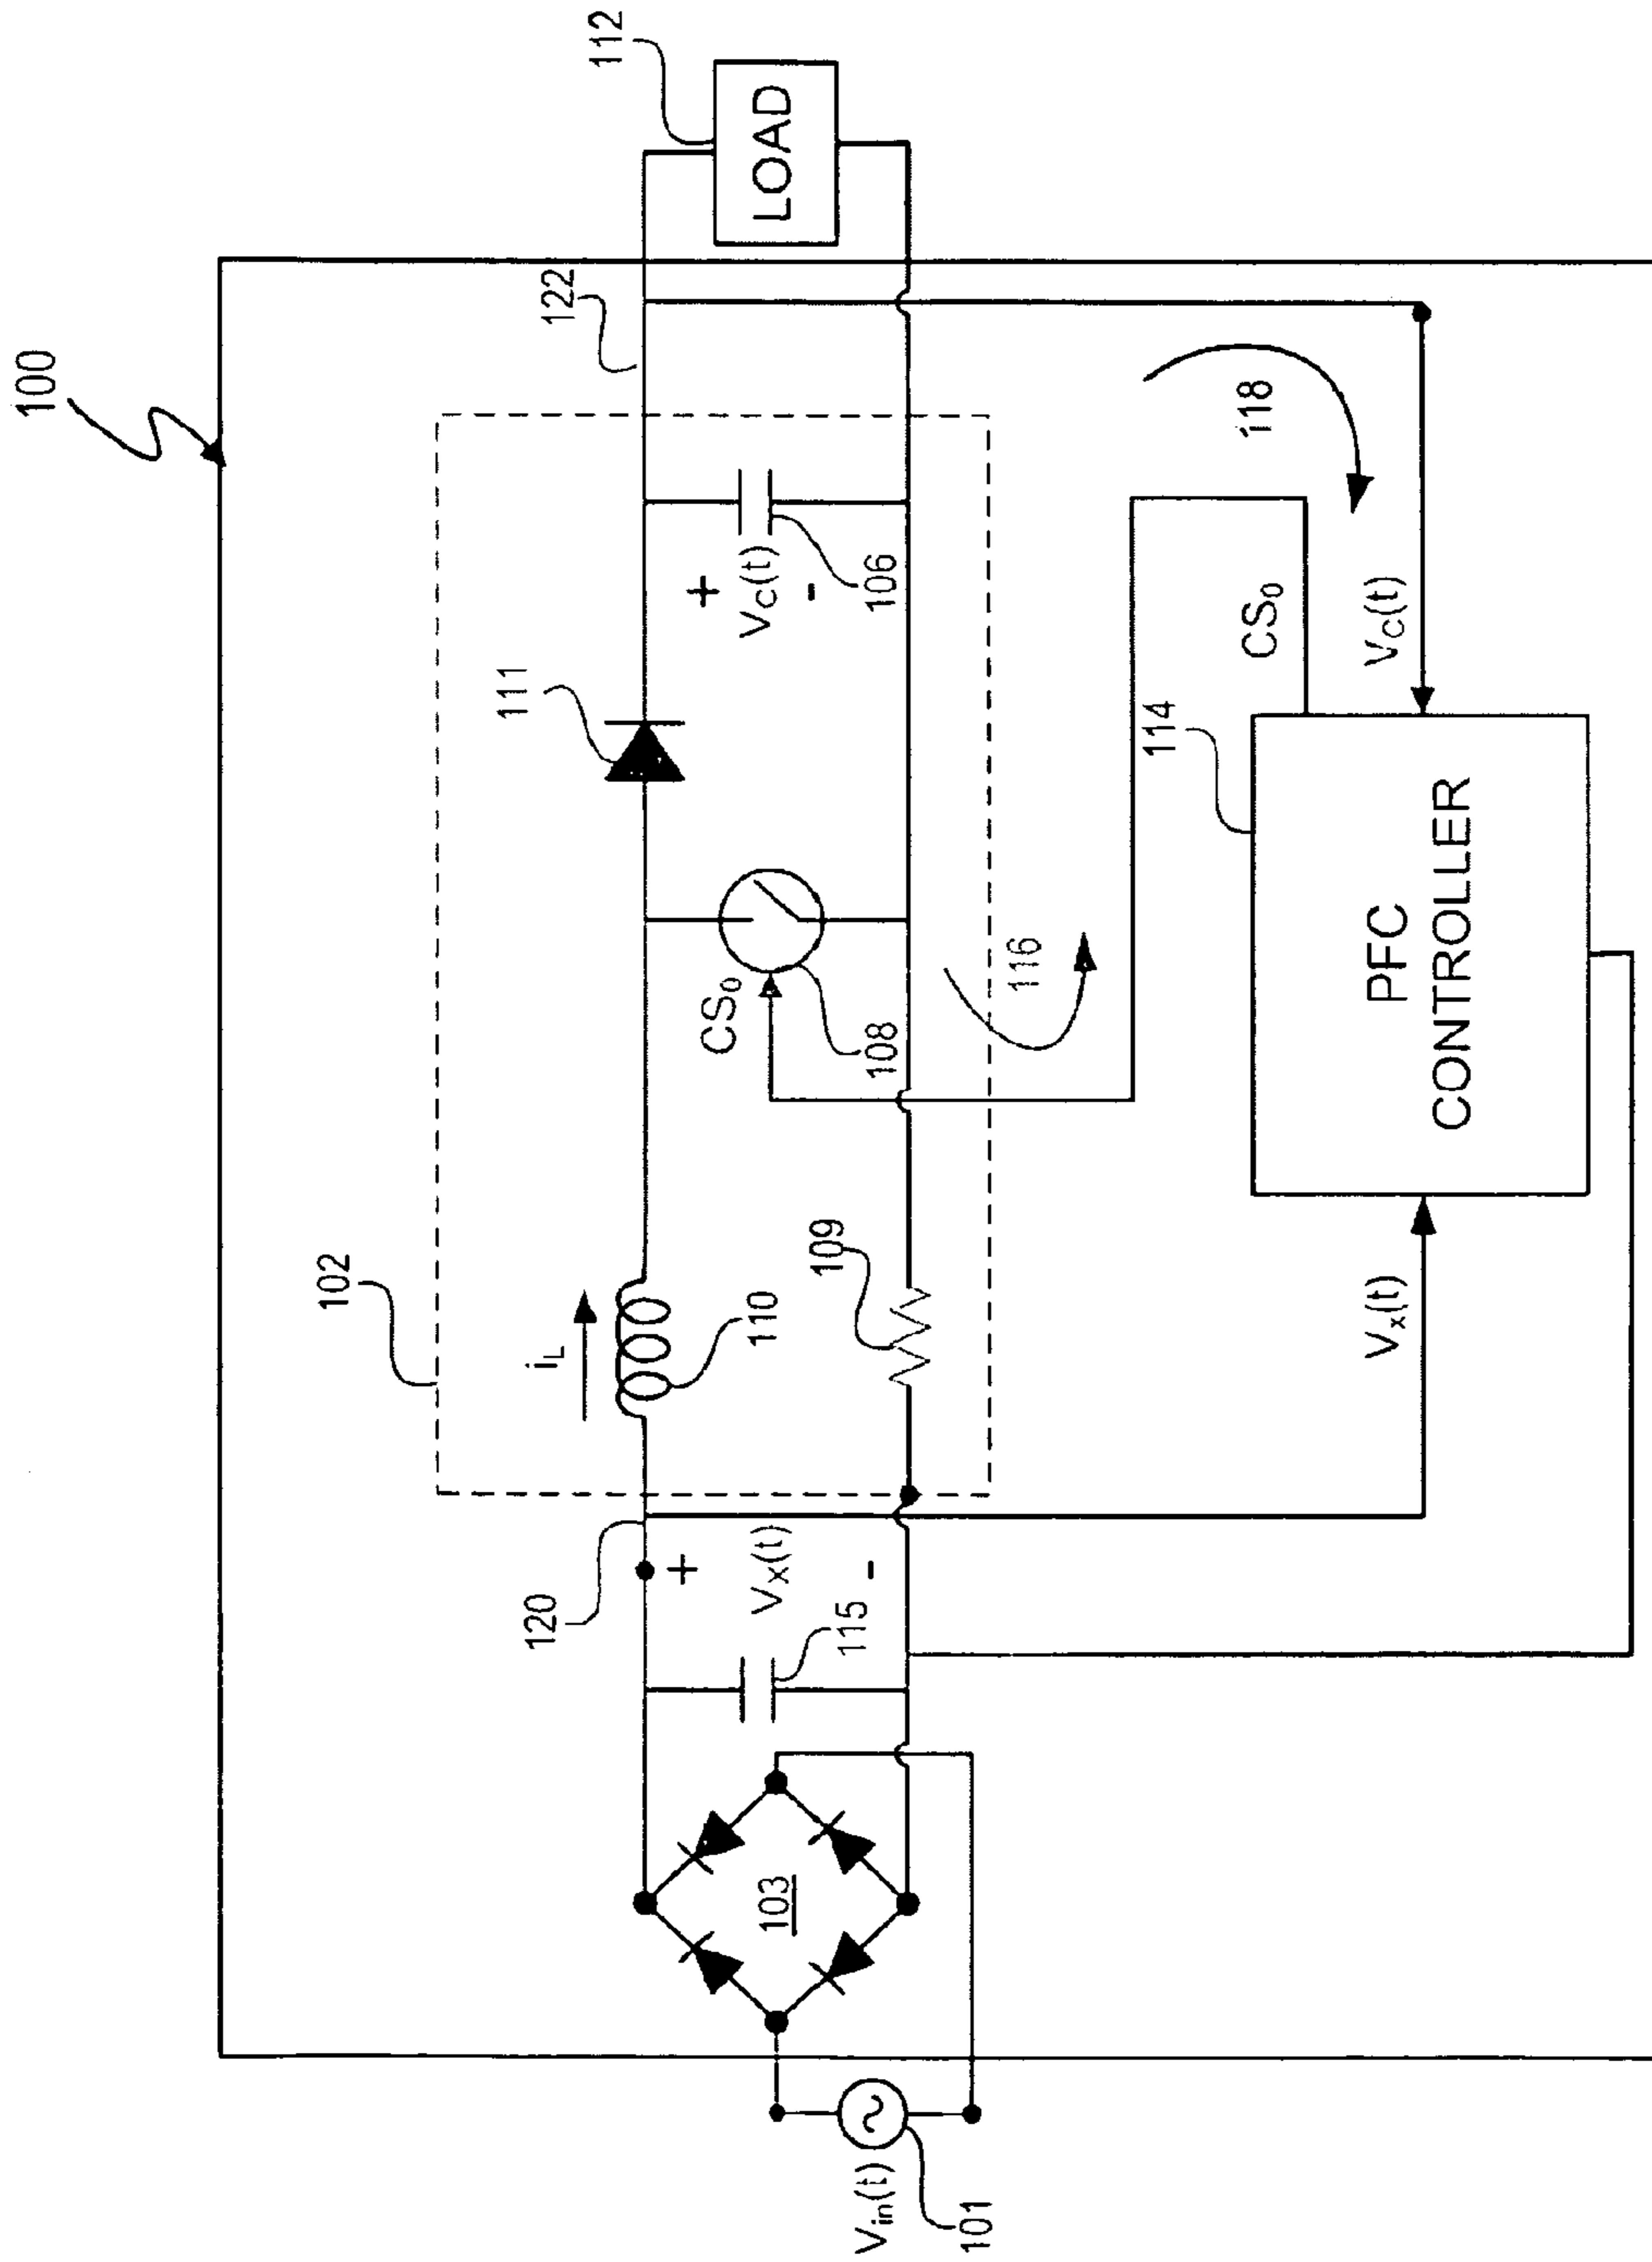 100
102
110
i_L
111
122
112
LOAD
120
+
V_X(t)
-
115
103
V_in(t)
101
109
CS_0
108
+
V_C(t)
-
106
116
118
114
CS_0
V_C(t)
V_x(t)
PFC
CONTROLLER